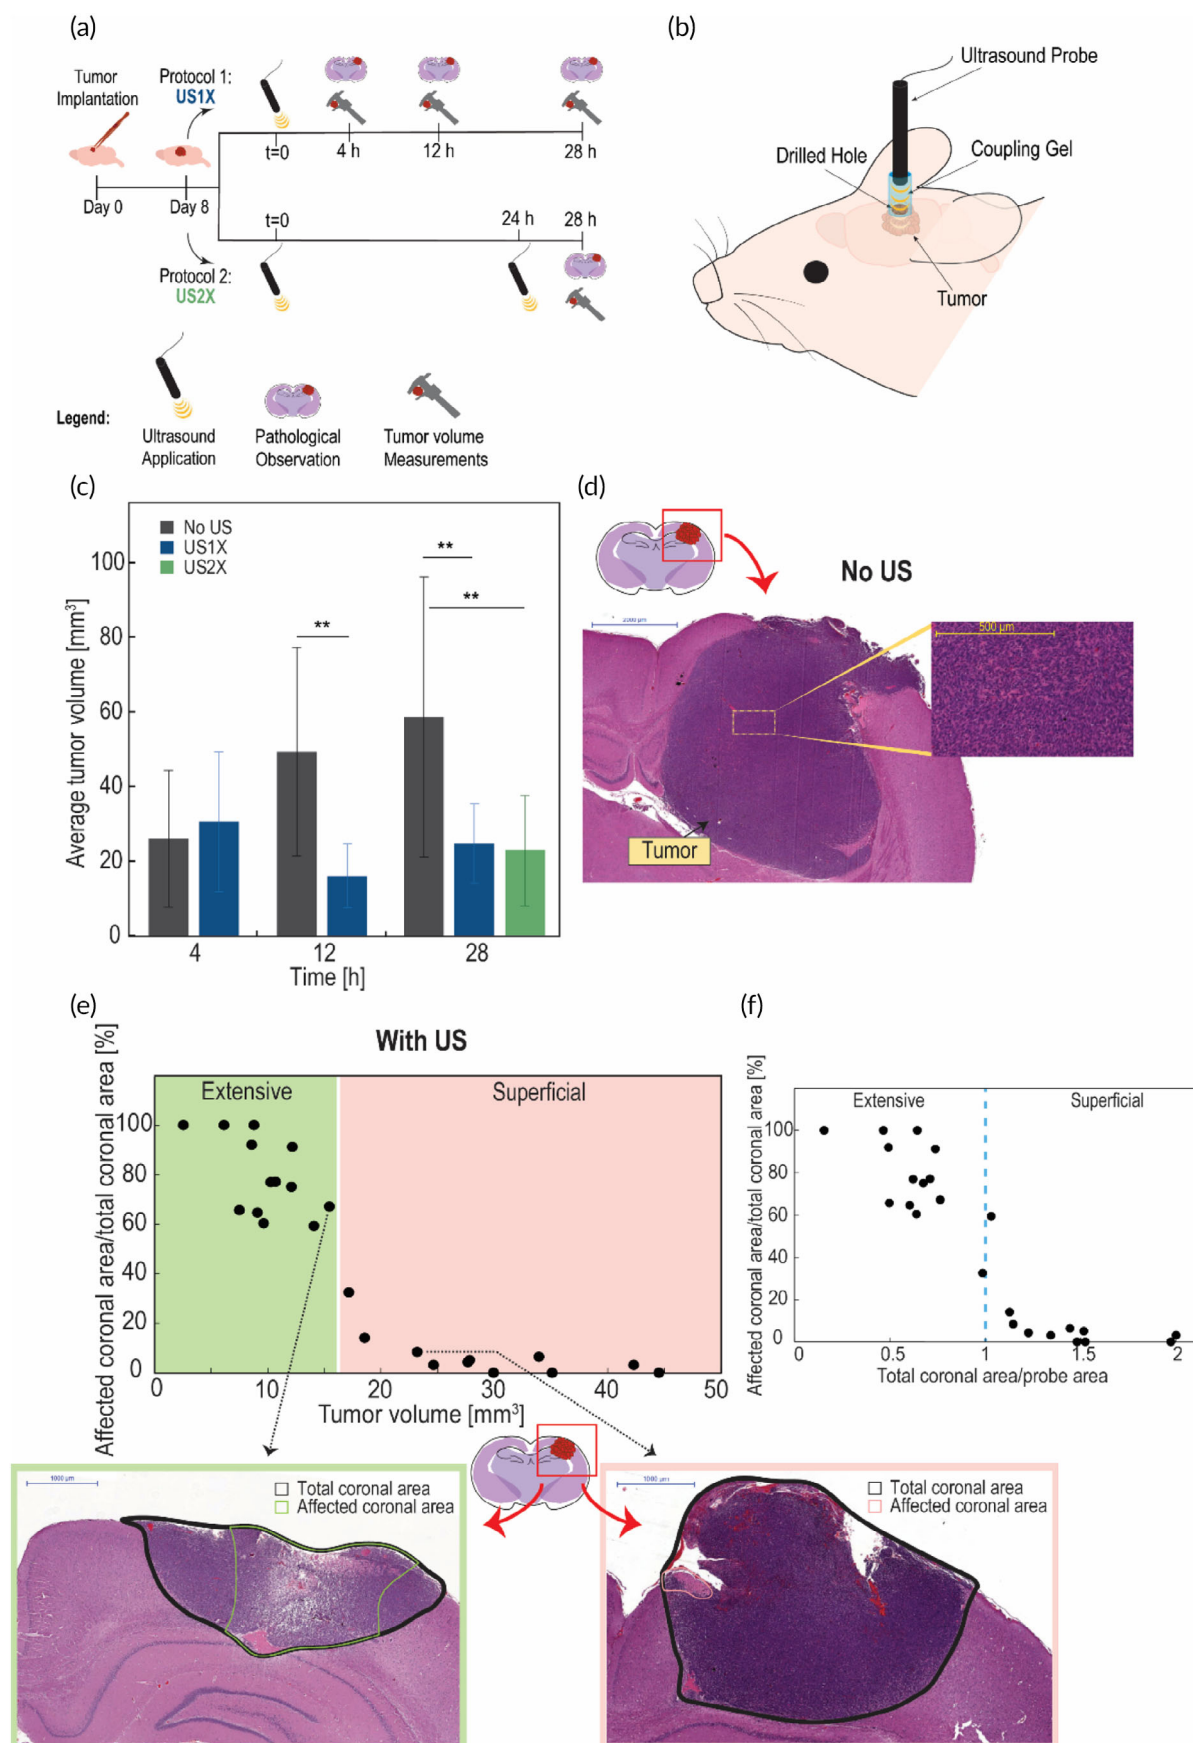 (a)
Tumor
Implantation
Protocol 1:
US1X
t=0
4 h
12 h
28 h
Day 0
Day 8
t=0
24 h
28 h
Protocol 2:
US2X
Legend:
Ultrasound
Application
Pathological
Observation
Tumor volume
Measurements
(b)
Ultrasound Probe
Drilled Hole
Coupling Gel
Tumor
(c)
No US
US1X
US2X
**
**
**
Average tumor volume [mm³]
100
80
60
40
20
0
4
12
28
Time [h]
(d)
No US
2000 µm
500 µm
Tumor
(e)
With US
Extensive
Superficial
Affected coronal area/total coronal area [%]
100
80
60
40
20
0
0
10
20
30
40
50
Tumor volume [mm³]
(f)
Extensive
Superficial
Affected coronal area/total coronal area [%]
100
80
60
40
20
0
0
0.5
1
1.5
2
Total coronal area/probe area
1000 µm
Total coronal area
Affected coronal area
1000 µm
Total coronal area
Affected coronal area